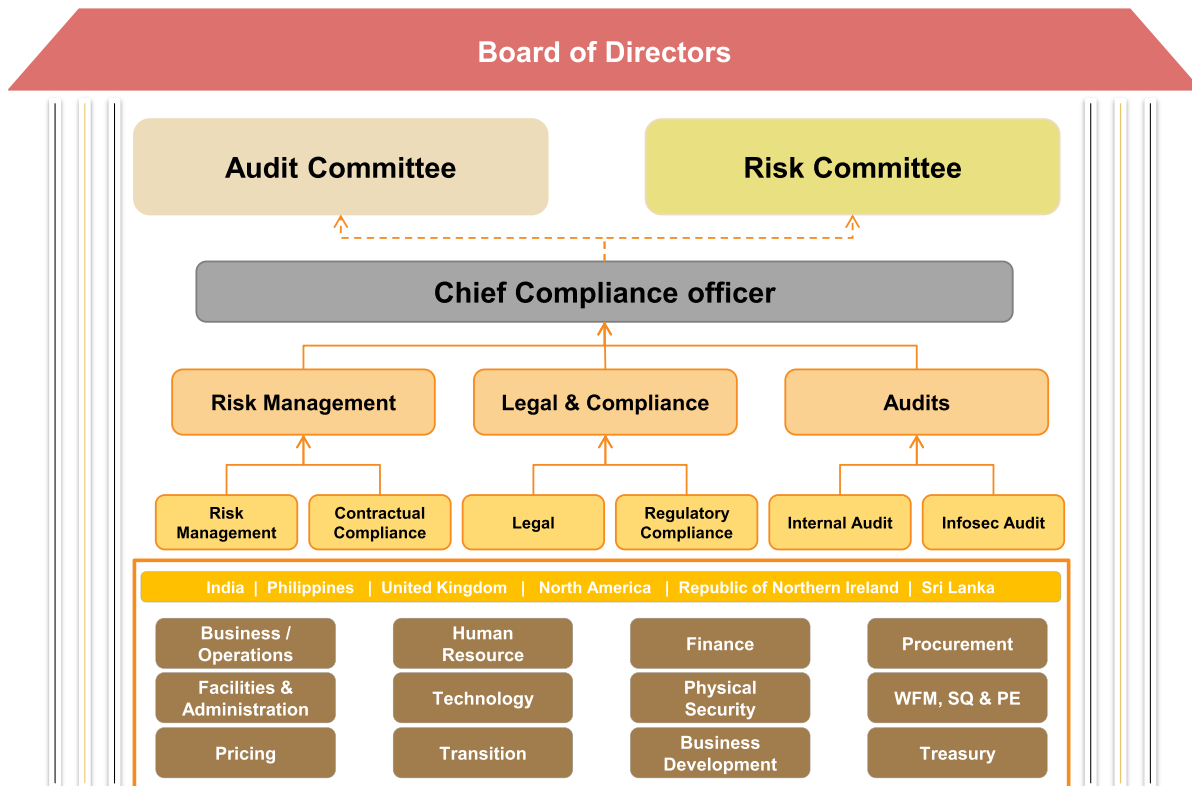 Board of Directors
Audit Committee
Risk Committee
Chief Compliance officer
Risk Management
Legal & Compliance
Audits
Risk
Management
Contractual
Compliance
Legal
Regulatory
Compliance
Internal Audit
Infosec Audit
India | Philippines | United Kingdom | North America | Republic of Northern Ireland | Sri Lanka
Business /
Operations
Human
Resource
Finance
Procurement
Facilities &
Administration
Technology
Physical
Security
WFM, SQ & PE
Pricing
Transition
Business
Development
Treasury